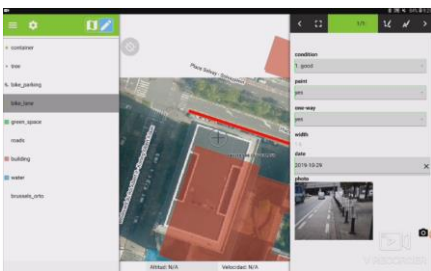 1/1
container
tree
bike_parking
bike_lane
green_space
roads
building
water
brussels_orto
Altitud: N/A
Velocidad: N/A
condition
1. good
paint
yes
one-way
yes
width
date
2019-10-29
photo